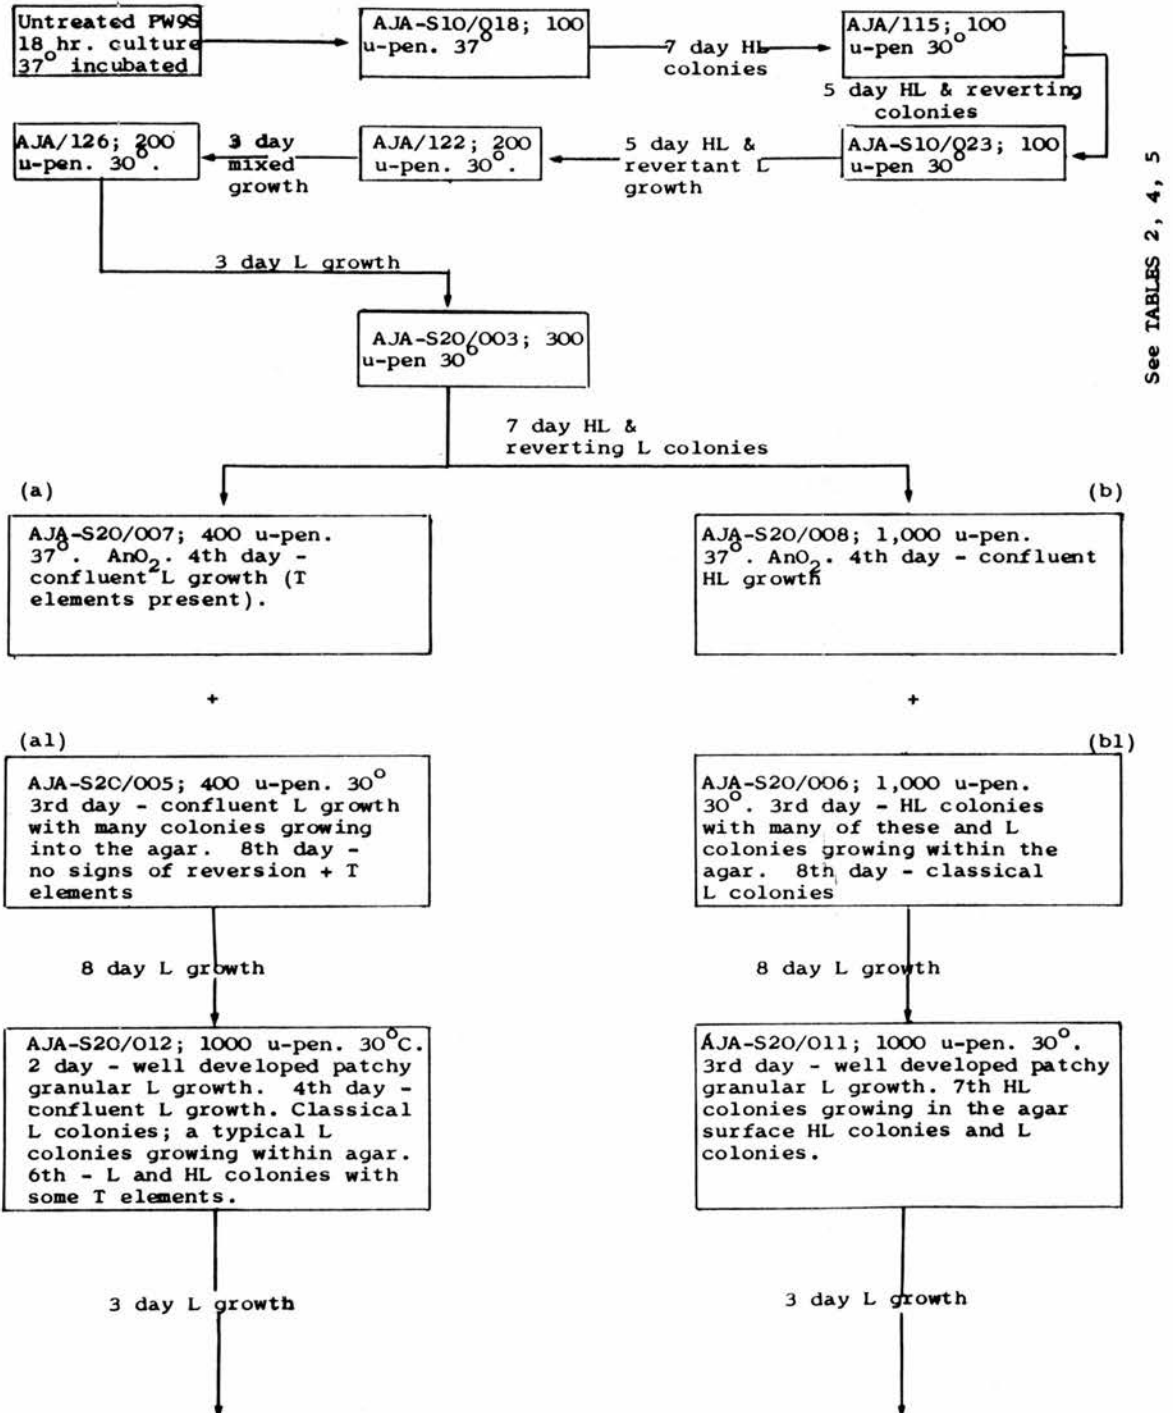 Untreated PW9S
18 hr. culture
37° incubated
AJA-S10/018; 100
u-pen. 37°
7 day HL
colonies
AJA/115; 100
u-pen 30°
5 day HL & reverting
colonies
AJA-S10/023; 100
u-pen 30°
5 day HL &
revertant L
growth
AJA/122; 200
u-pen. 30°.
3 day
mixed
growth
AJA/126; 200
u-pen. 30°.
See TABLES 2, 4, 5
3 day L growth
AJA-S20/003; 300
u-pen 30°
7 day HL &
reverting L colonies
(a)
AJA-S20/007; 400 u-pen.
37°. AnO2. 4th day -
confluent L growth (T
elements present).
(b)
AJA-S20/008; 1,000 u-pen.
37°. AnO2. 4th day - confluent
HL growth
+
+
(a1)
AJA-S2C/005; 400 u-pen. 30°
3rd day - confluent L growth
with many colonies growing
into the agar. 8th day -
no signs of reversion + T
elements
(b1)
AJA-S20/006; 1,000 u-pen.
30°. 3rd day - HL colonies
with many of these and L
colonies growing within the
agar. 8th day - classical
L colonies
8 day L growth
8 day L growth
AJA-S20/012; 1000 u-pen. 30°C.
2 day - well developed patchy
granular L growth. 4th day -
confluent L growth. Classical
L colonies; a typical L
colonies growing within agar.
6th - L and HL colonies with
some T elements.
AJA-S20/011; 1000 u-pen. 30°.
3rd day - well developed patchy
granular L growth. 7th HL
colonies growing in the agar
surface HL colonies and L
colonies.
3 day L growth
3 day L growth